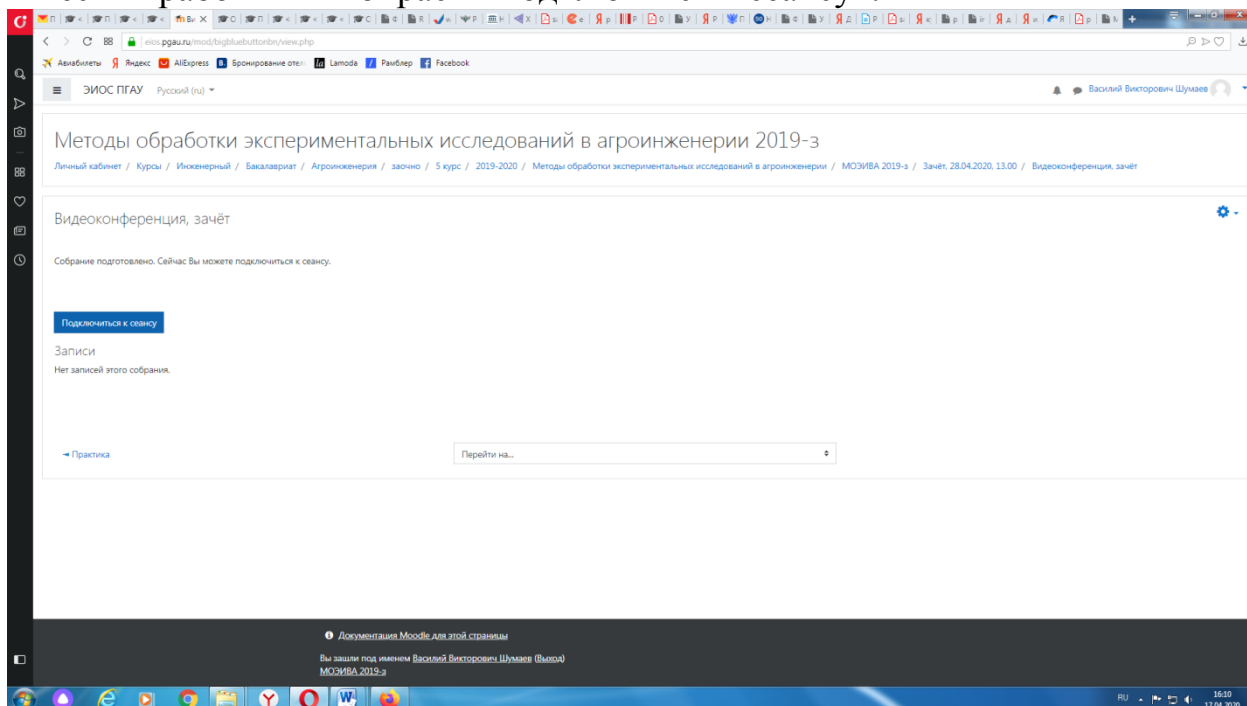 eios.pgau.ru/mod/bigbluebuttonbn/view.php
Авиабилеты Яндекс AliExpress Бронирование отел Lamoda Рамблер Facebook
ЭИОС ПГАУ Русский (ru) Василий Викторович Шумаев
Методы обработки экспериментальных исследований в агроинженерии 2019-з
Личный кабинет / Курсы / Инженерный / Бакалавриат / Агроинженерия / заочно / 5 курс / 2019-2020 / Методы обработки экспериментальных исследований в агроинженерии / МОЭИВА 2019-з / Зачёт, 28.04.2020, 13.00 / Видеоконференция, зачёт
Видеоконференция, зачёт
Собрание подготовлено. Сейчас Вы можете подключиться к сеансу.
Подключиться к сеансу
Записи
Нет записей этого собрания.
◄ Практика
Перейти на...
Документация Moodle для этой страницы
Вы зашли под именем Василий Викторович Шумаев (Выход)
МОЭИВА 2019-з
RU 16:10
17.04.2020